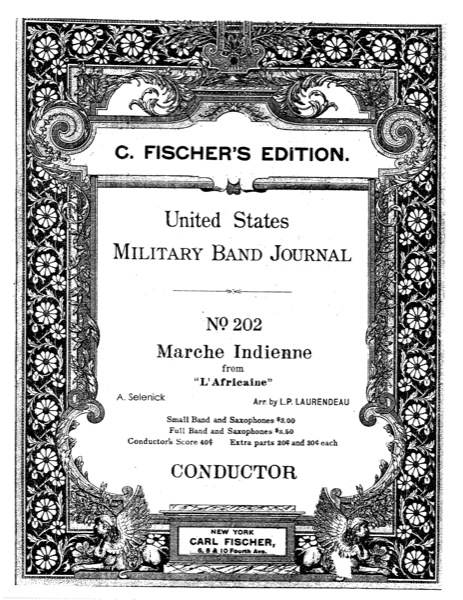 C. FISCHER'S EDITION.
United States
MILITARY BAND JOURNAL
No 202
Marche Indienne
from
"L'Africaine"
A. Selenick Arr. by L.P. LAURENDEAU
Small Band and Saxophones $3.00
Full Band and Saxophones $3.50
Conductor's Score 40¢ Extra parts 20¢ and 30¢ each
CONDUCTOR
NEW YORK
CARL FISCHER,
6, 8 & 10 Fourth Ave.